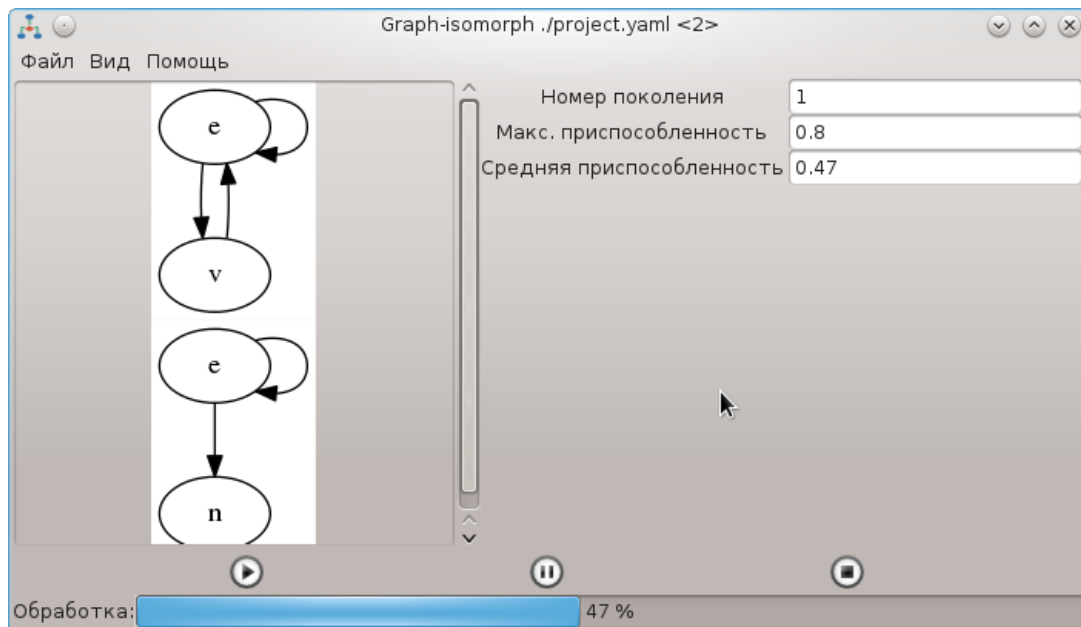 Graph-isomorph ./project.yaml <2>
Файл Вид Помощь
e
v
e
n
Номер поколения 1
Макс. приспособленность 0.8
Средняя приспособленность 0.47
Обработка: 47 %